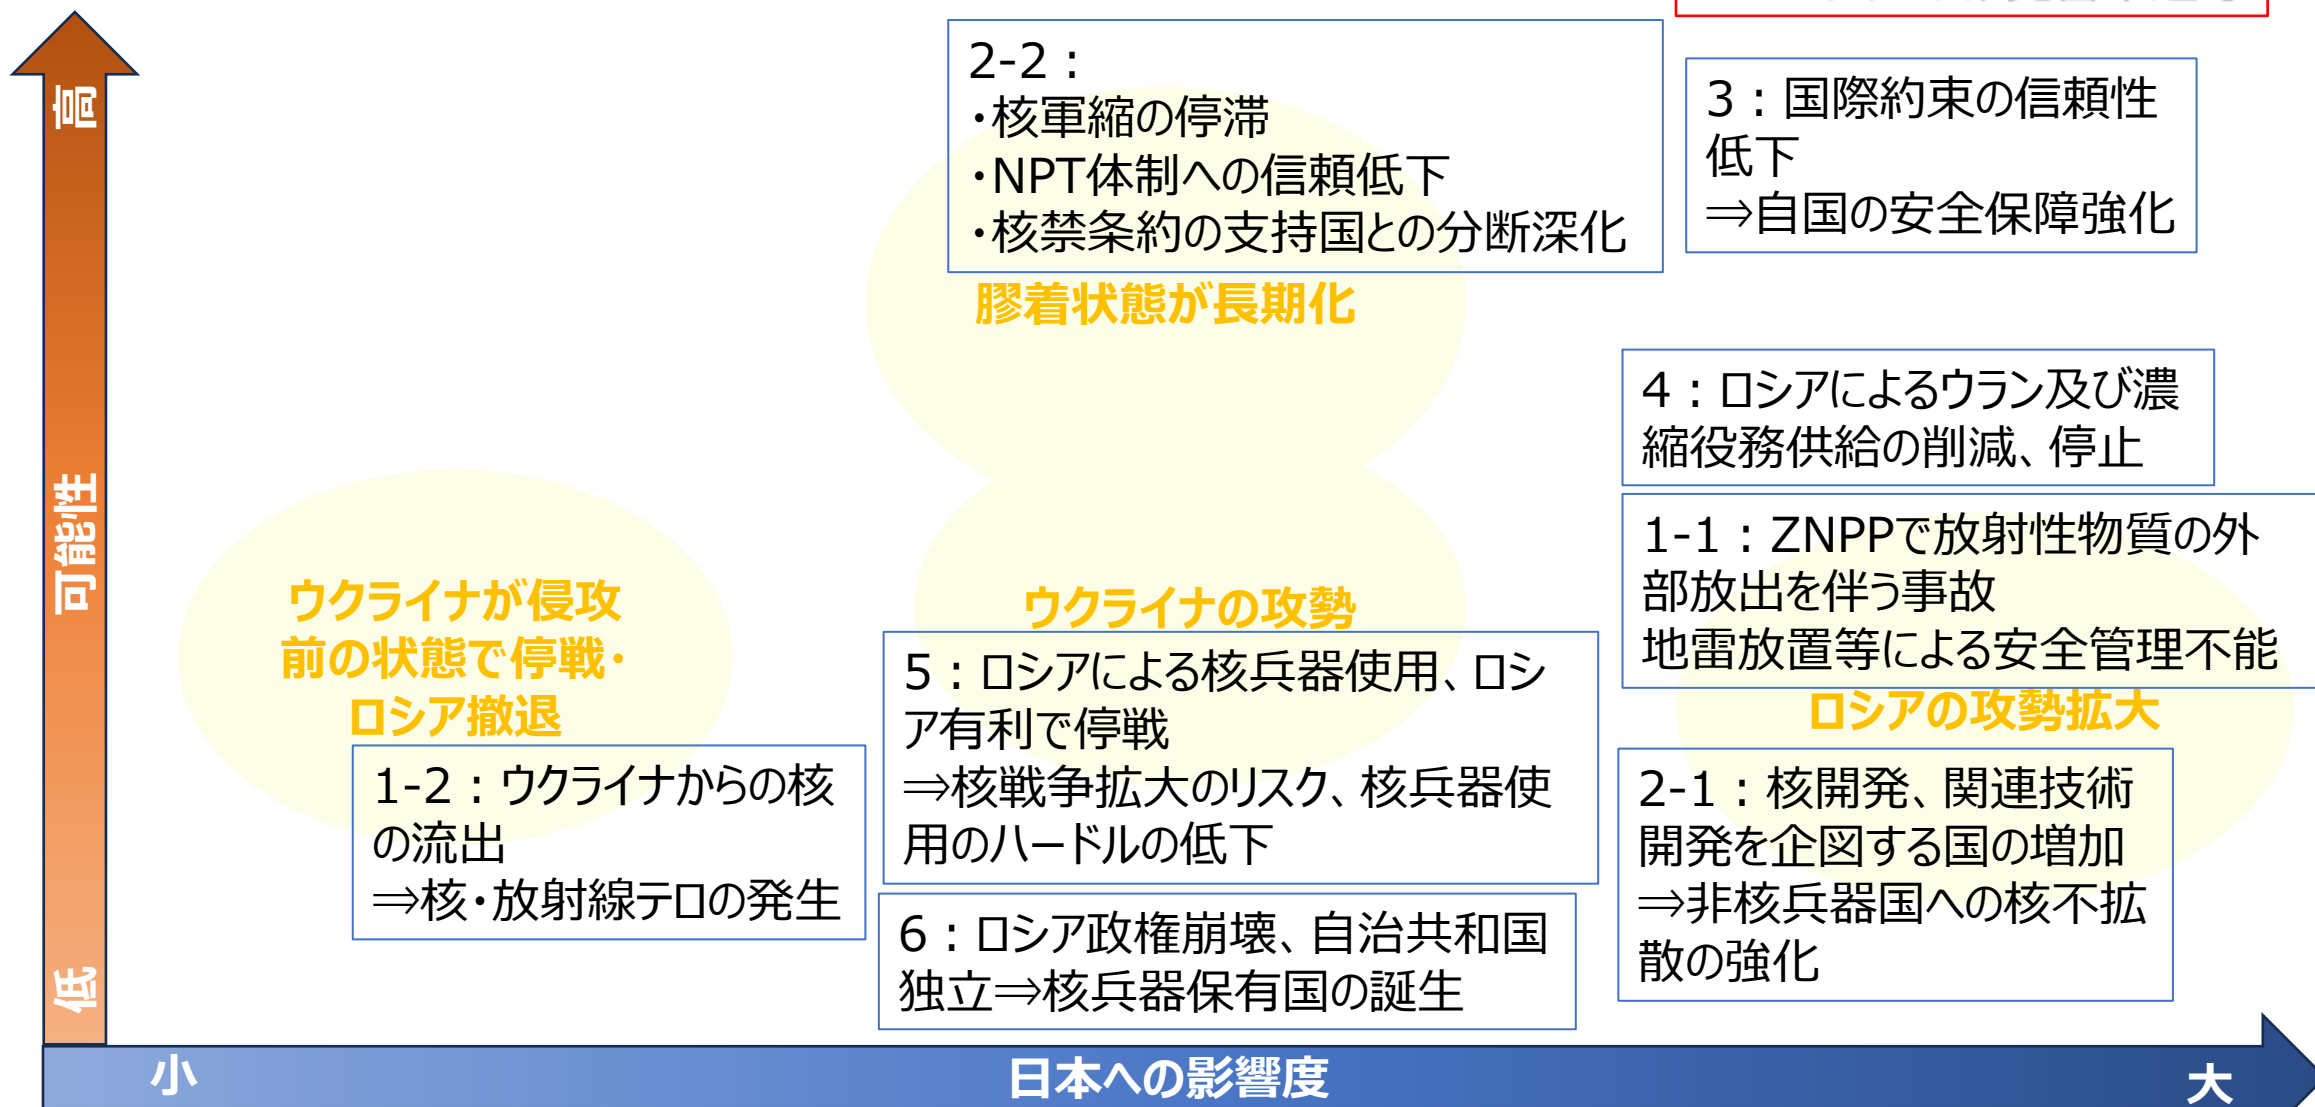 高
可能性
低
2-2：
・核軍縮の停滞
・NPT体制への信頼低下
・核禁条約の支持国との分断深化
3：国際約束の信頼性
低下
⇒自国の安全保障強化
膠着状態が長期化
4：ロシアによるウラン及び濃
縮役務供給の削減、停止
1-1：ZNPPで放射性物質の外
部放出を伴う事故
地雷放置等による安全管理不能
ウクライナが侵攻
前の状態で停戦・
ロシア撤退
ウクライナの攻勢
5：ロシアによる核兵器使用、ロシ
ア有利で停戦
⇒核戦争拡大のリスク、核兵器使
用のハードルの低下
ロシアの攻勢拡大
1-2：ウクライナからの核
の流出
⇒核・放射線テロの発生
2-1：核開発、関連技術
開発を企図する国の増加
⇒非核兵器国への核不拡
散の強化
6：ロシア政権崩壊、自治共和国
独立⇒核兵器保有国の誕生
小
日本への影響度
大